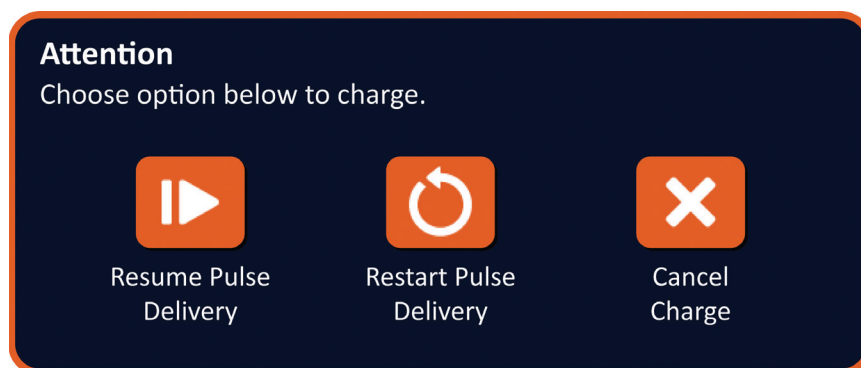 Attention
Choose option below to charge.
Resume Pulse
Delivery
Restart Pulse
Delivery
Cancel
Charge